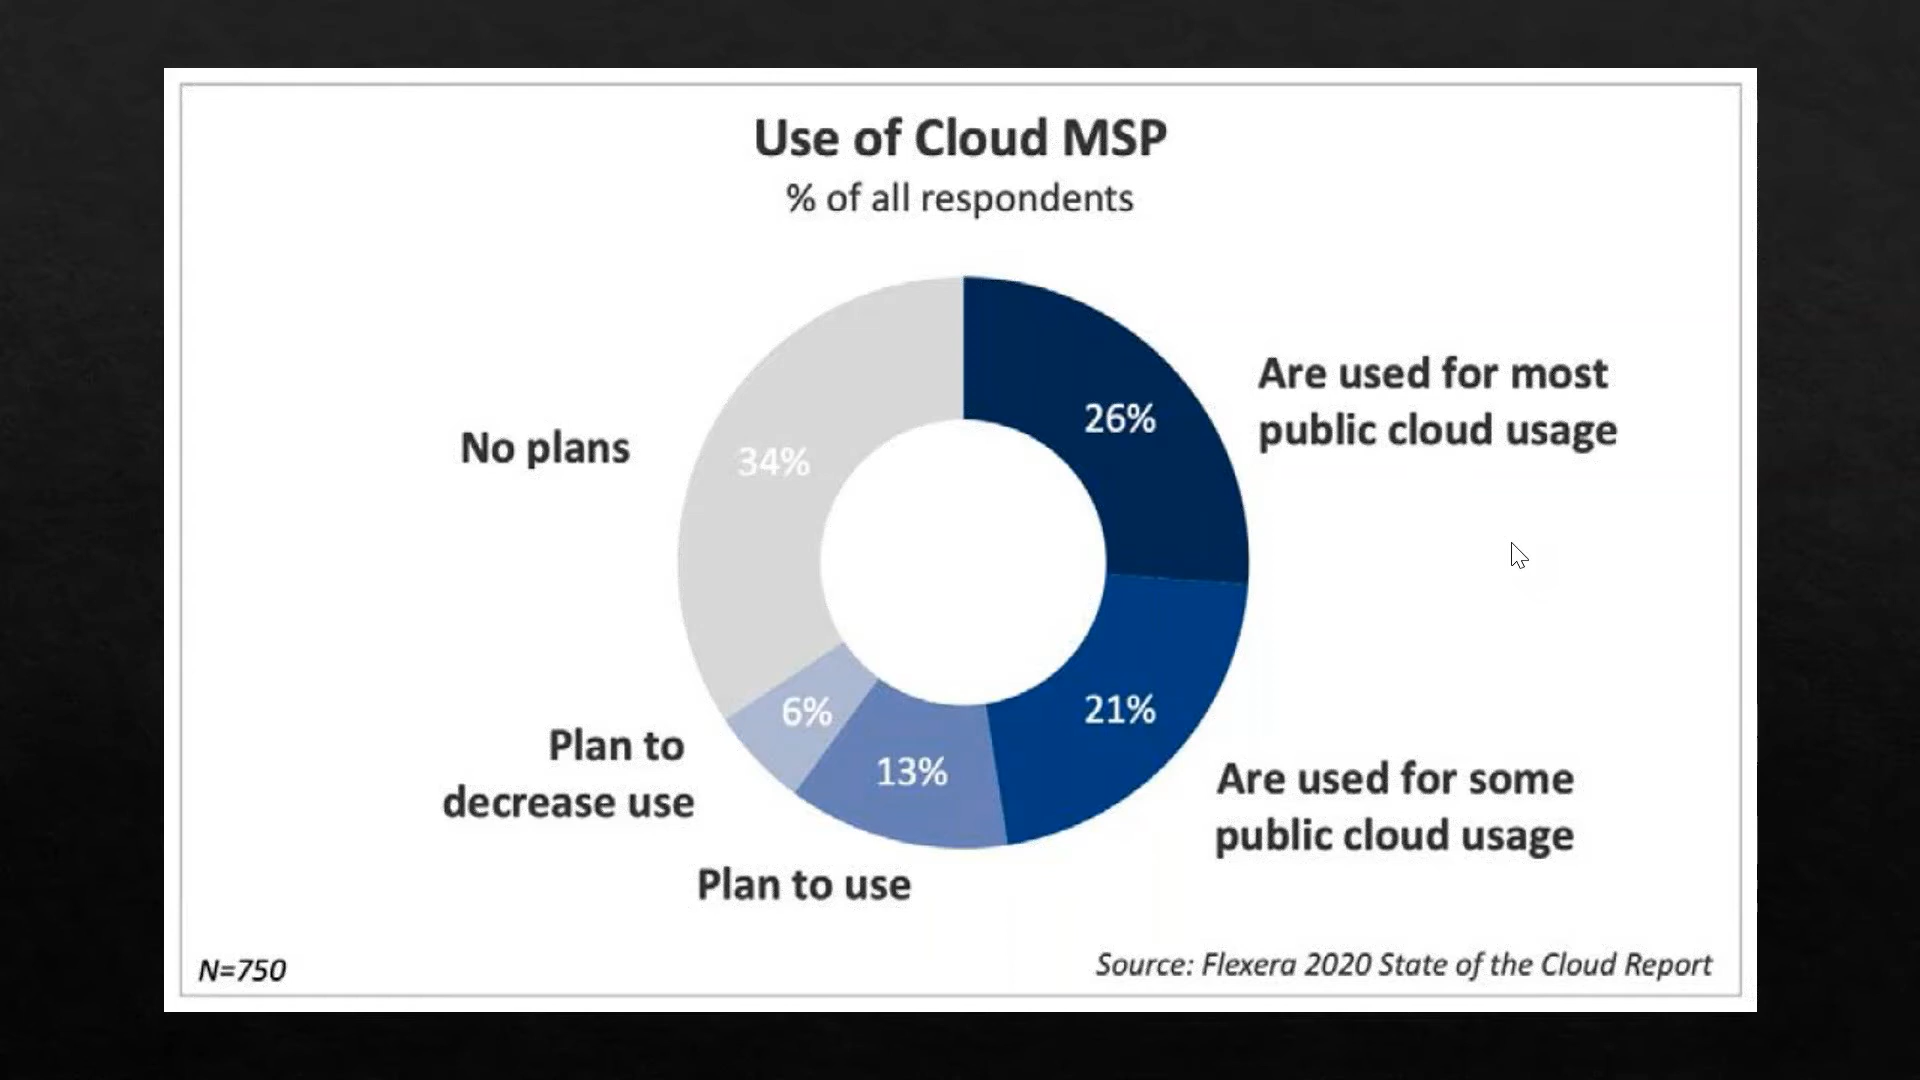 Use of Cloud MSP
% of all respondents
26%
Are used for most
public cloud usage
21%
Are used for some
public cloud usage
13%
Plan to use
6%
Plan to
decrease use
34%
No plans
N=750
Source: Flexera 2020 State of the Cloud Report